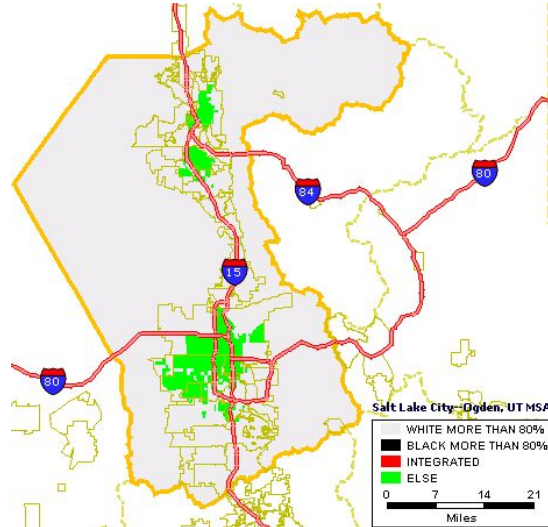 84
80
15
80
Salt Lake City--Ogden, UT MSA
WHITE MORE THAN 80%
BLACK MORE THAN 80%
INTEGRATED
ELSE
0 7 14 21
Miles